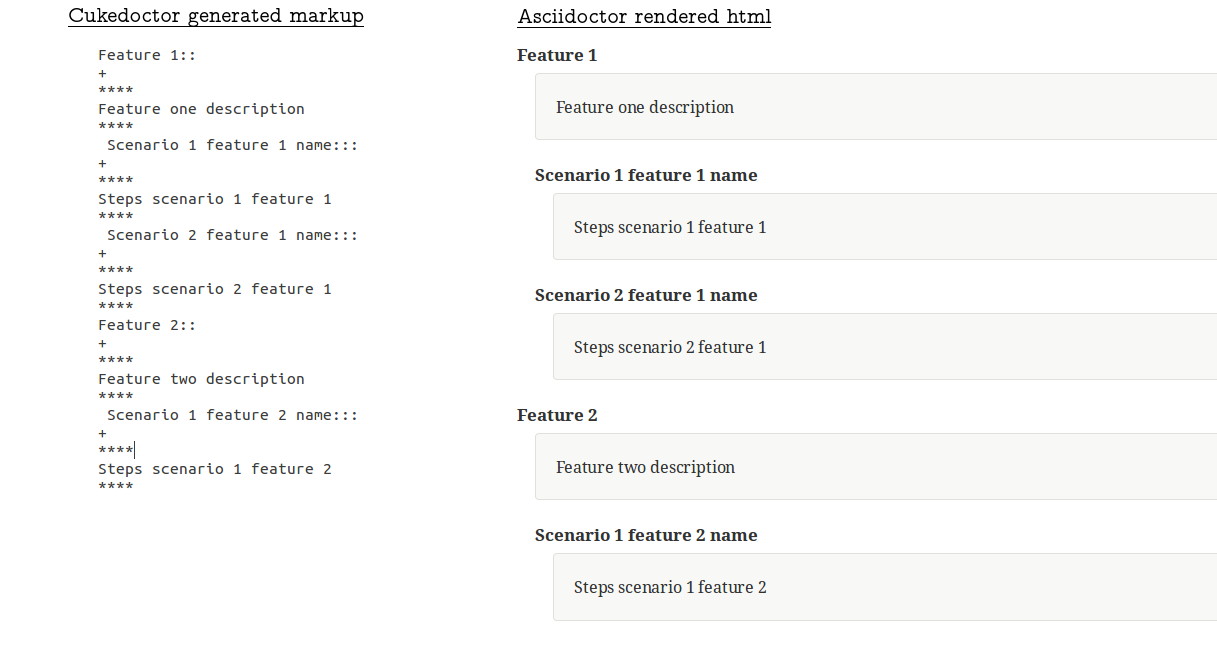 Cukedoctor generated markup
Feature 1::
+
****
Feature one description
****
Scenario 1 feature 1 name:::
+
****
Steps scenario 1 feature 1
****
Scenario 2 feature 1 name:::
+
****
Steps scenario 2 feature 1
****
Feature 2::
+
****
Feature two description
****
Scenario 1 feature 2 name:::
+
****
Steps scenario 1 feature 2
****
Asciidoctor rendered html
Feature 1
Feature one description
Scenario 1 feature 1 name
Steps scenario 1 feature 1
Scenario 2 feature 1 name
Steps scenario 2 feature 1
Feature 2
Feature two description
Scenario 1 feature 2 name
Steps scenario 1 feature 2